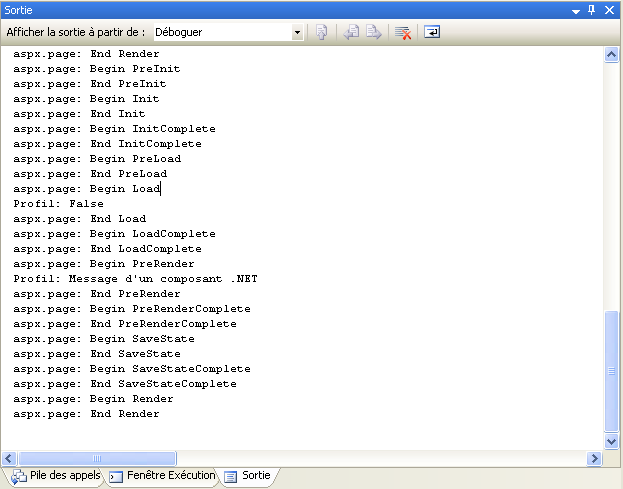 Sortie
Afficher la sortie à partir de : Déboguer
aspx.page: End Render
aspx.page: Begin PreInit
aspx.page: End PreInit
aspx.page: Begin Init
aspx.page: End Init
aspx.page: Begin InitComplete
aspx.page: End InitComplete
aspx.page: Begin PreLoad
aspx.page: End PreLoad
aspx.page: Begin Load
Profil: False
aspx.page: End Load
aspx.page: Begin LoadComplete
aspx.page: End LoadComplete
aspx.page: Begin PreRender
Profil: Message d'un composant .NET
aspx.page: End PreRender
aspx.page: Begin PreRenderComplete
aspx.page: End PreRenderComplete
aspx.page: Begin SaveState
aspx.page: End SaveState
aspx.page: Begin SaveStateComplete
aspx.page: End SaveStateComplete
aspx.page: Begin Render
aspx.page: End Render
Pile des appels Fenêtre Exécution Sortie